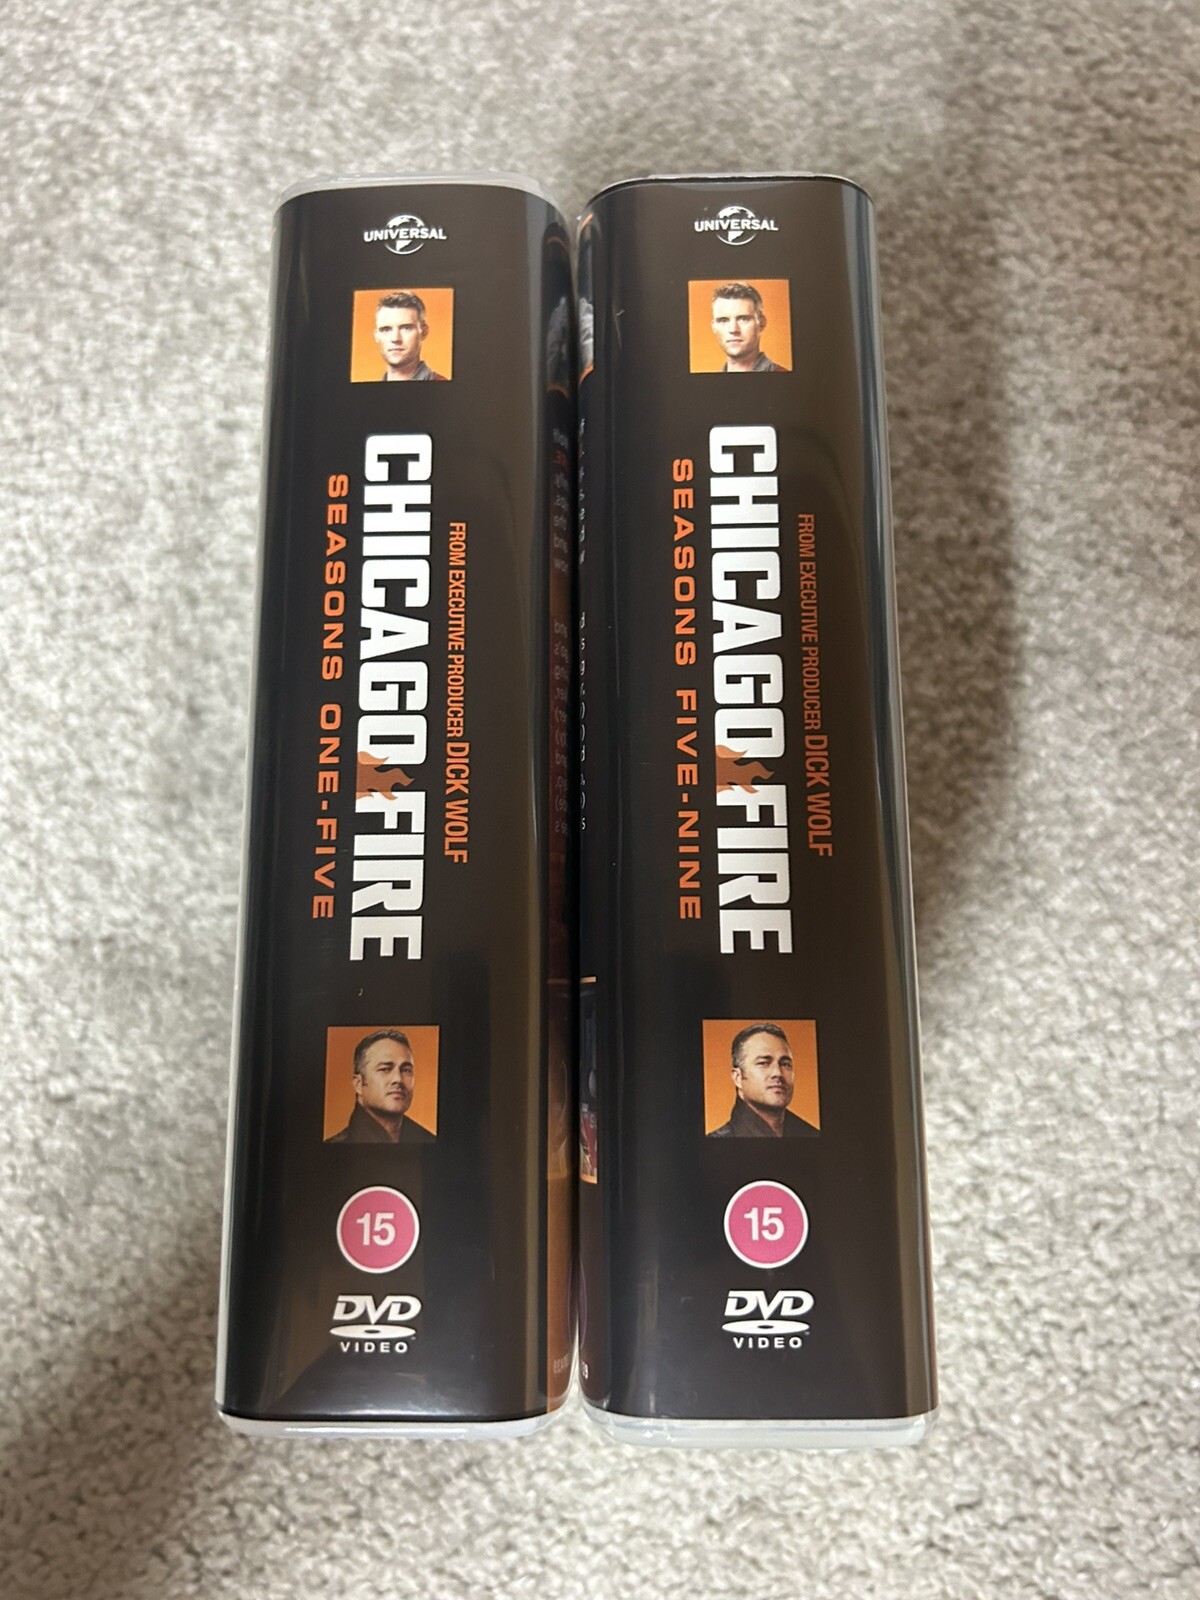 UNIVERSAL
FROM EXECUTIVE PRODUCER DICK WOLF
CHICAGO FIRE
SEASONS ONE-FIVE
15
DVD
VIDEO
UNIVERSAL
FROM EXECUTIVE PRODUCER DICK WOLF
CHICAGO FIRE
SEASONS FIVE-NINE
15
DVD
VIDEO